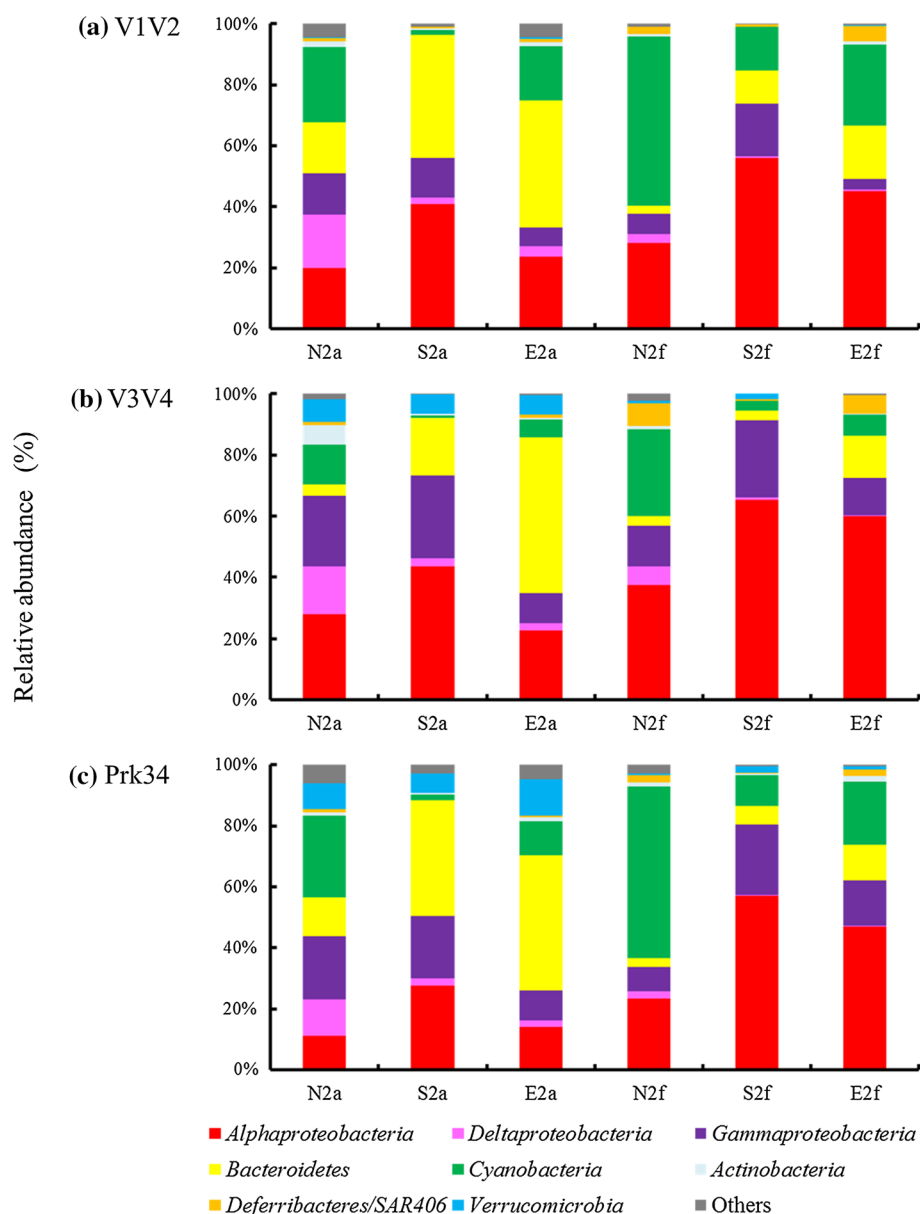 (a) V1V2
100%
80%
60%
40%
20%
0%
N2a S2a E2a N2f S2f E2f
(b) V3V4
100%
80%
60%
40%
20%
0%
N2a S2a E2a N2f S2f E2f
(c) Prk34
100%
80%
60%
40%
20%
0%
N2a S2a E2a N2f S2f E2f
Relative abundance (%)
Alphaproteobacteria Deltaproteobacteria Gammaproteobacteria
Bacteroidetes Cyanobacteria Actinobacteria
Deferribacteres/SAR406 Verrucomicrobia Others